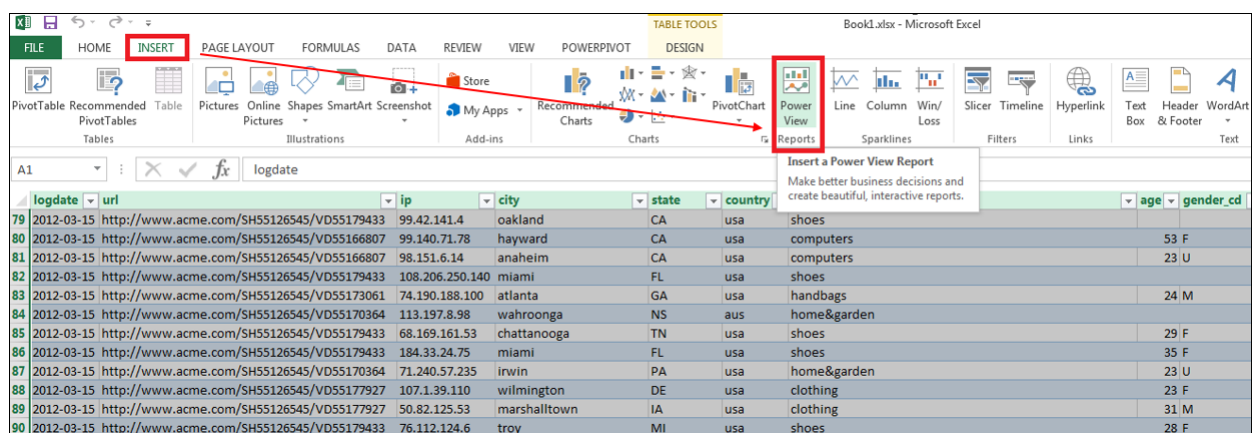 TABLE TOOLS Book1.xlsx - Microsoft Excel
FILE HOME INSERT PAGE LAYOUT FORMULAS DATA REVIEW VIEW POWERPIVOT DESIGN
PivotTable Recommended PivotTables Table
Tables
Pictures Online Pictures Shapes SmartArt Screenshot
Illustrations
Store
My Apps
Add-ins
Recommended Charts PivotChart
Charts
Power View
Reports
Line Column Win/Loss
Sparklines
Slicer Timeline
Filters
Hyperlink
Links
Text Box Header & Footer WordArt
Text
A1 fx logdate
Insert a Power View Report
Make better business decisions and
create beautiful, interactive reports.
logdate url ip city state country age gender_cd
79 2012-03-15 http://www.acme.com/SH55126545/VD55179433 99.42.141.4 oakland CA usa shoes
80 2012-03-15 http://www.acme.com/SH55126545/VD55166807 99.140.71.78 hayward CA usa computers 53 F
81 2012-03-15 http://www.acme.com/SH55126545/VD55166807 98.151.6.14 anaheim CA usa computers 23 U
82 2012-03-15 http://www.acme.com/SH55126545/VD55179433 108.206.250.140 miami FL usa shoes
83 2012-03-15 http://www.acme.com/SH55126545/VD55173061 74.190.188.100 atlanta GA usa handbags 24 M
84 2012-03-15 http://www.acme.com/SH55126545/VD55170364 113.197.8.98 wahroonga NS aus home&garden
85 2012-03-15 http://www.acme.com/SH55126545/VD55179433 68.169.161.53 chattanooga TN usa shoes 29 F
86 2012-03-15 http://www.acme.com/SH55126545/VD55179433 184.33.24.75 miami FL usa shoes 35 F
87 2012-03-15 http://www.acme.com/SH55126545/VD55170364 71.240.57.235 irwin PA usa home&garden 23 U
88 2012-03-15 http://www.acme.com/SH55126545/VD55177927 107.1.39.110 wilmington DE usa clothing 23 F
89 2012-03-15 http://www.acme.com/SH55126545/VD55177927 50.82.125.53 marshalltown IA usa clothing 31 M
90 2012-03-15 http://www.acme.com/SH55126545/VD55179433 76.112.124.6 troy MI usa shoes 28 F